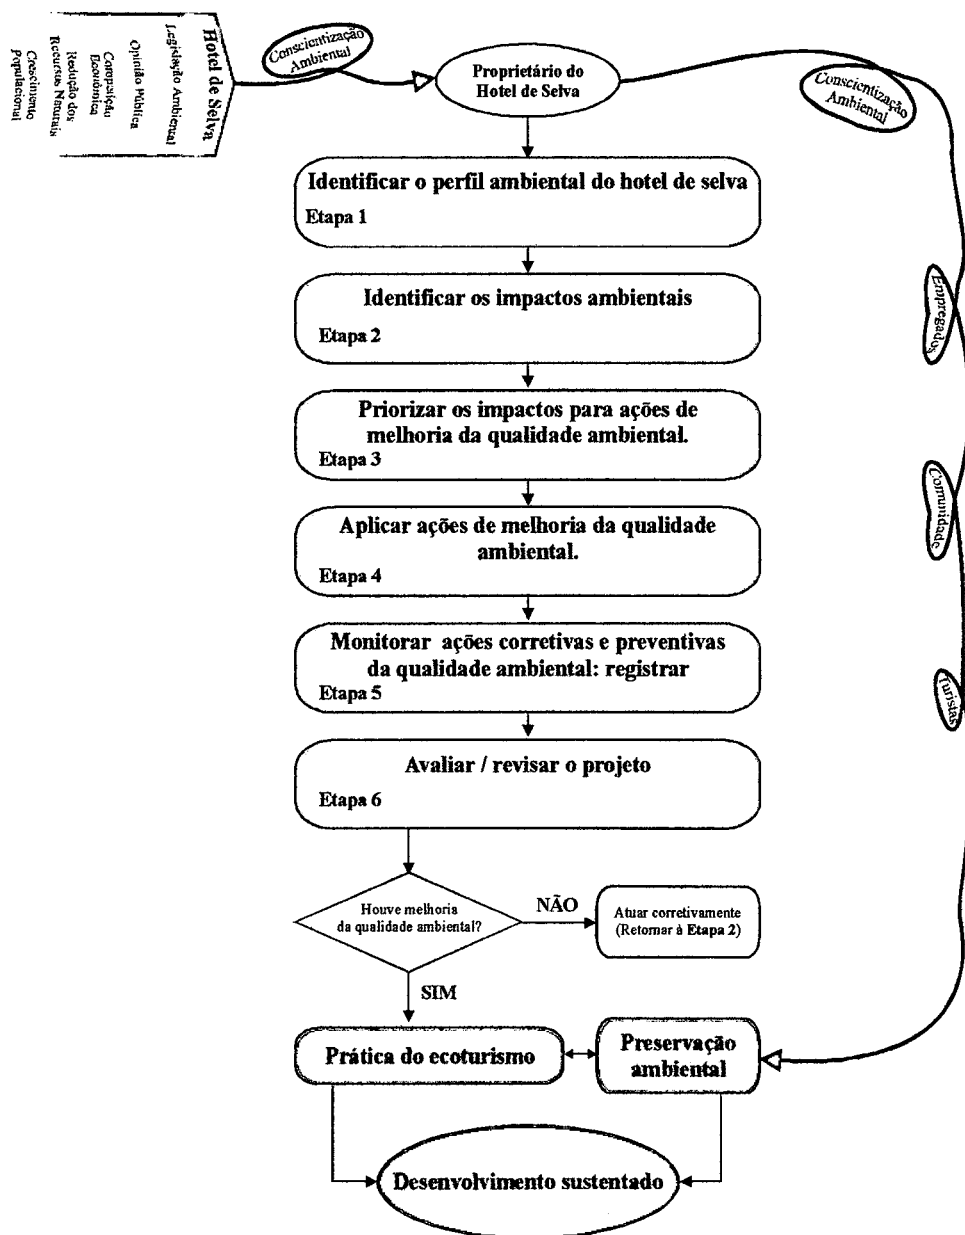 Hotel de Selva
Legislação Ambiental
Opinião Pública
Competição
Econômica
Redução dos
Recursos Naturais
Crescimento
Populacional
Conscientização
Ambiental
Proprietário do
Hotel de Selva
Conscientização
Ambiental
Identificar o perfil ambiental do hotel de selva
Etapa 1
Identificar os impactos ambientais
Etapa 2
Empregados
Priorizar os impactos para ações de
melhoria da qualidade ambiental.
Etapa 3
Comunidade
Aplicar ações de melhoria da qualidade
ambiental.
Etapa 4
Monitorar ações corretivas e preventivas
da qualidade ambiental: registrar
Etapa 5
Turistas
Avaliar / revisar o projeto
Etapa 6
Houve melhoria
da qualidade ambiental?
NÃO
Atuar corretivamente
(Retornar à Etapa 2)
SIM
Prática do ecoturismo
Preservação
ambiental
Desenvolvimento sustentado